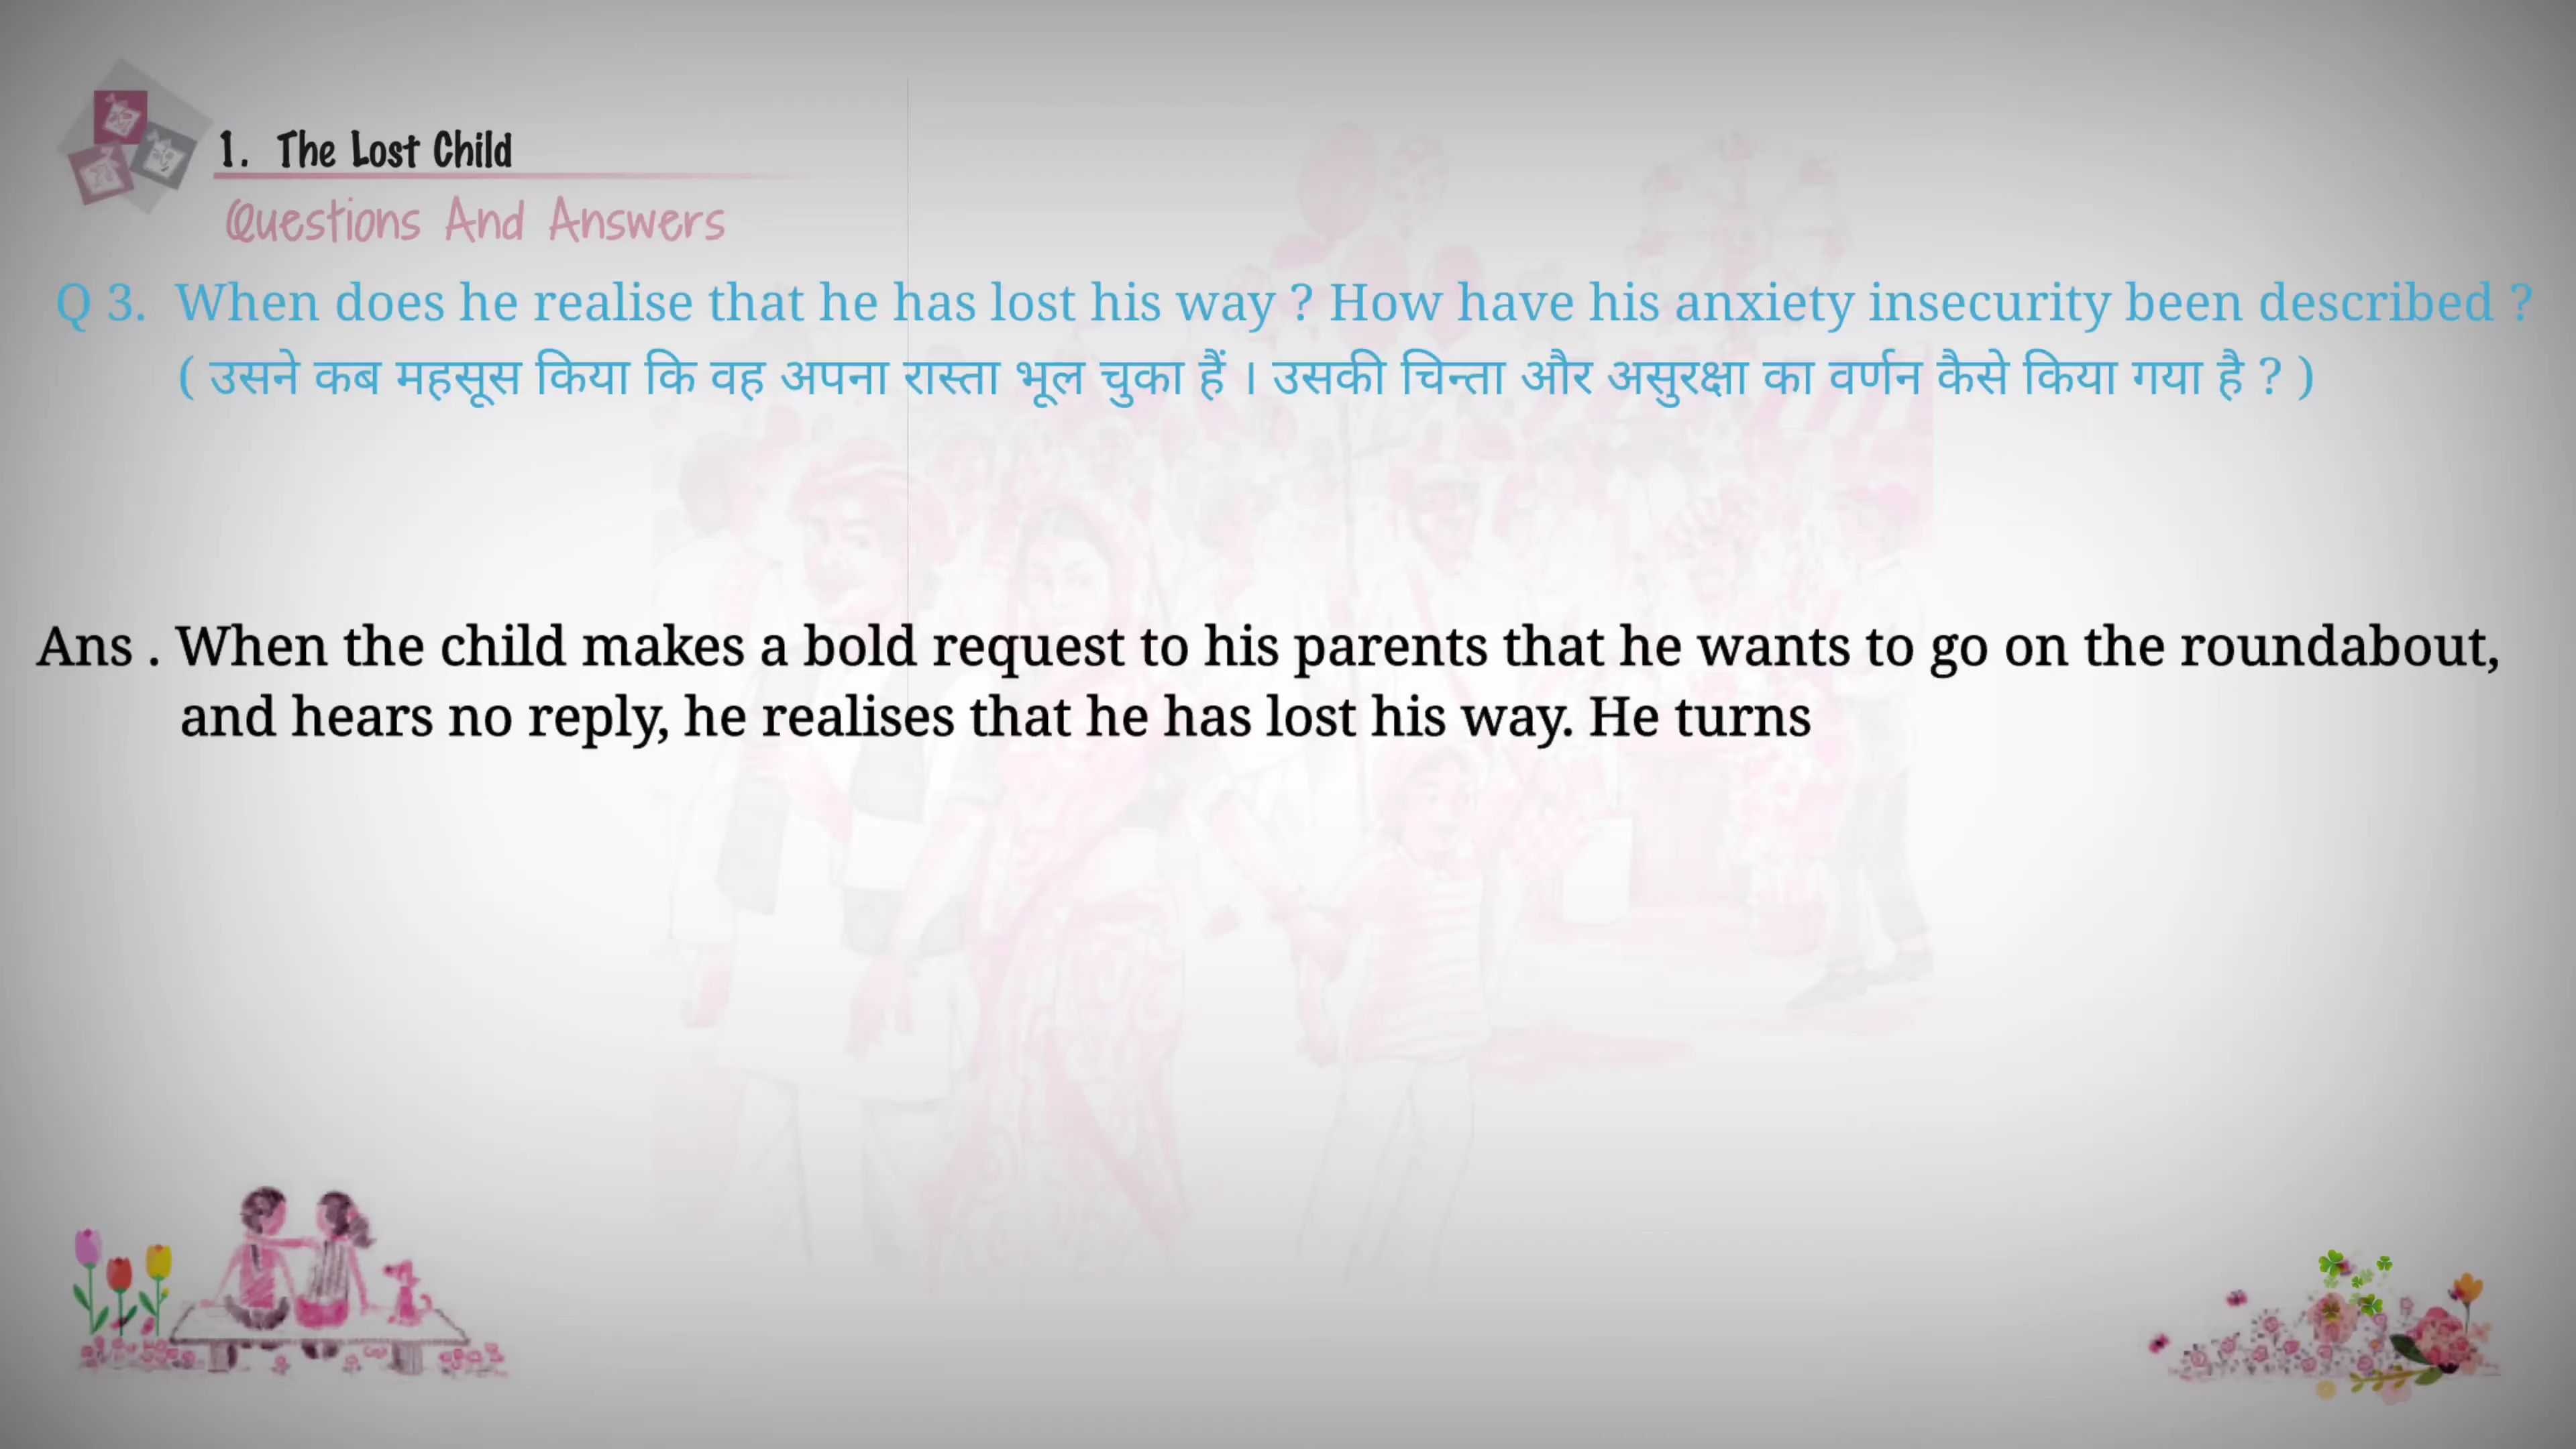 1. The Lost Child
Questions And Answers
Q 3. When does he realise that he has lost his way ? How have his anxiety insecurity been described ?
( उसने कब महसूस किया कि वह अपना रास्ता भूल चुका हैं । उसकी चिन्ता और असुरक्षा का वर्णन कैसे किया गया है ? )
Ans . When the child makes a bold request to his parents that he wants to go on the roundabout,
and hears no reply, he realises that he has lost his way. He turns